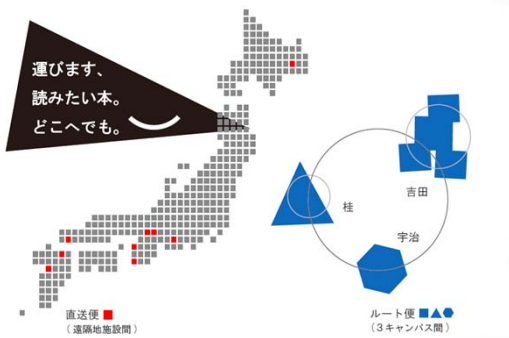 運びます、
読みたい本。
どこへでも。
吉田
桂
宇治
直送便
（遠隔地施設間）
ルート便
（3キャンパス間）